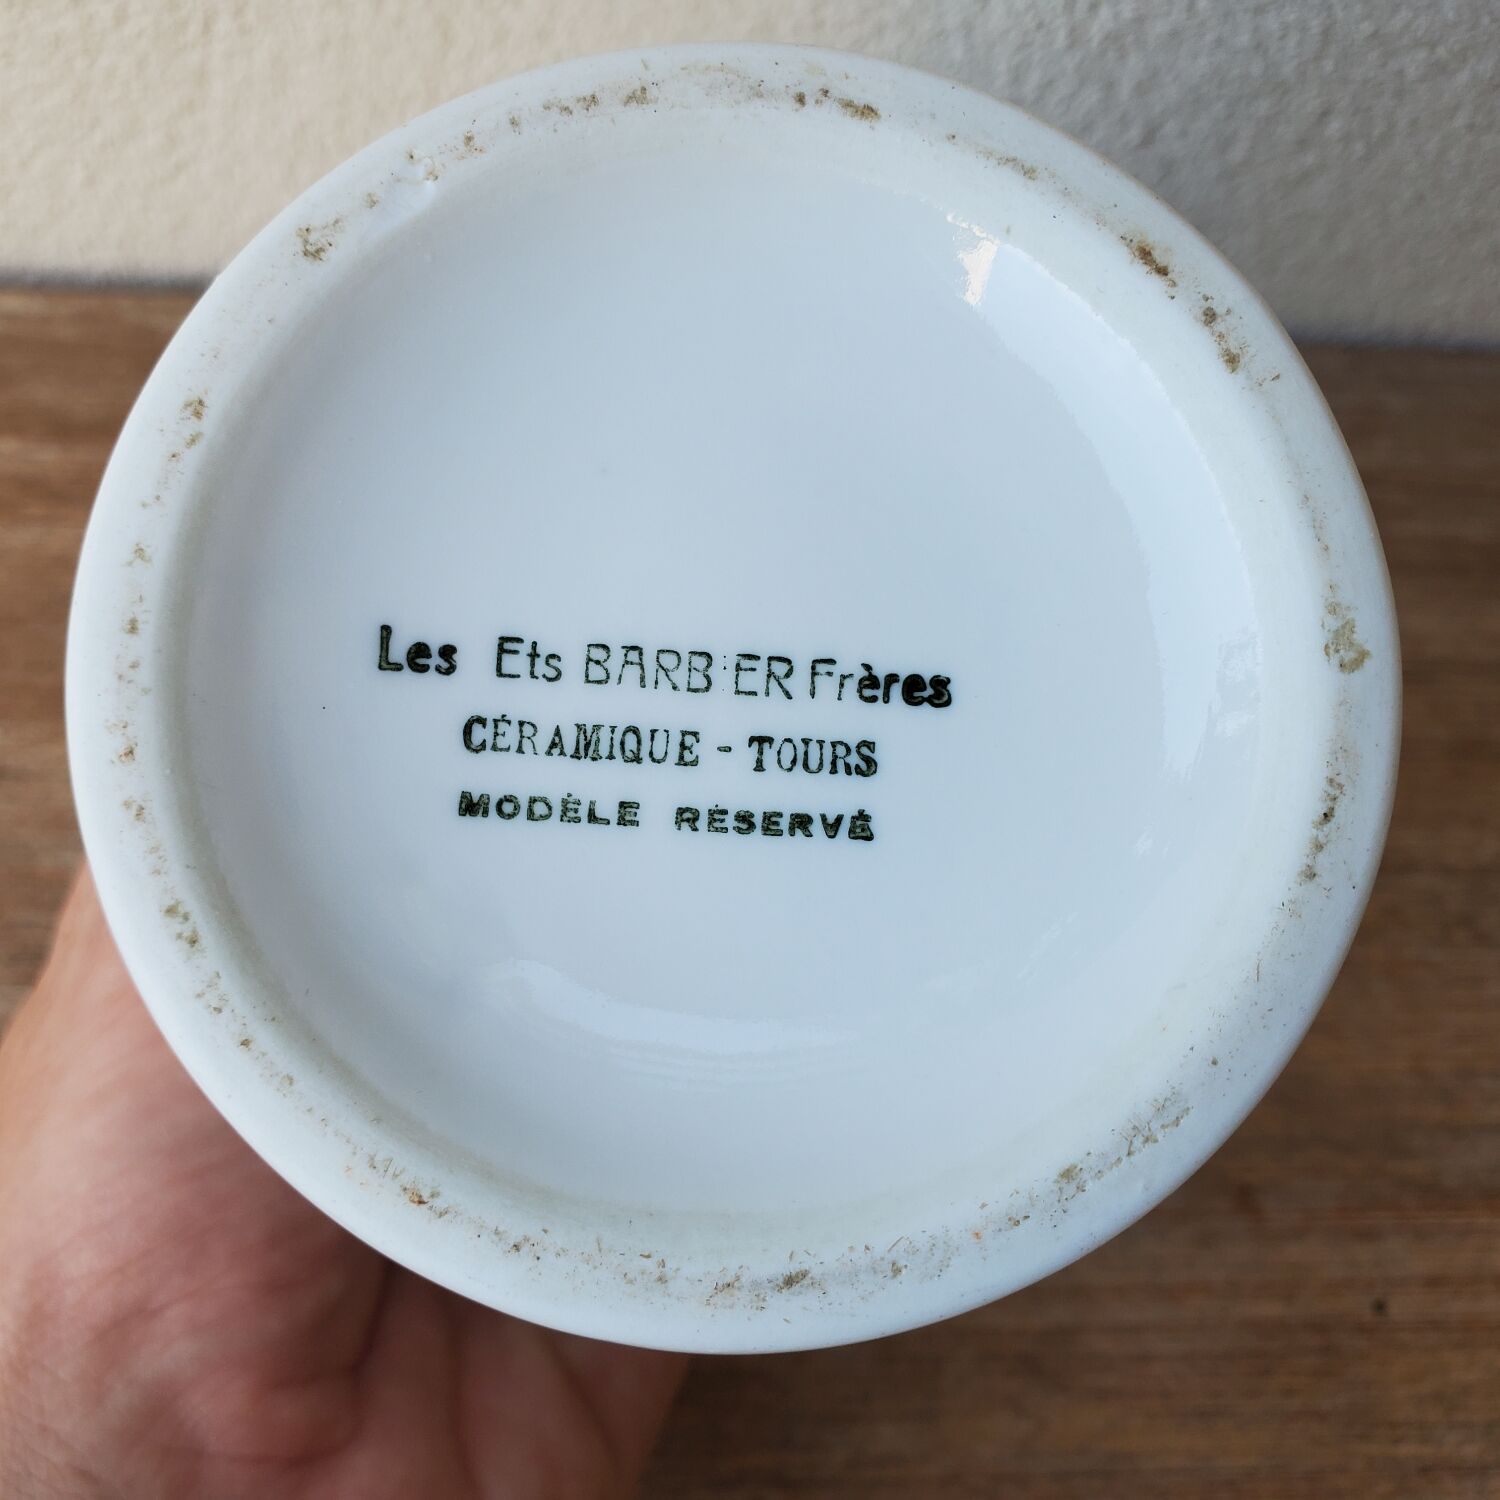 Les Ets BARBIER Frères
CÉRAMIQUE - TOURS
MODÈLE RÉSERVÉ